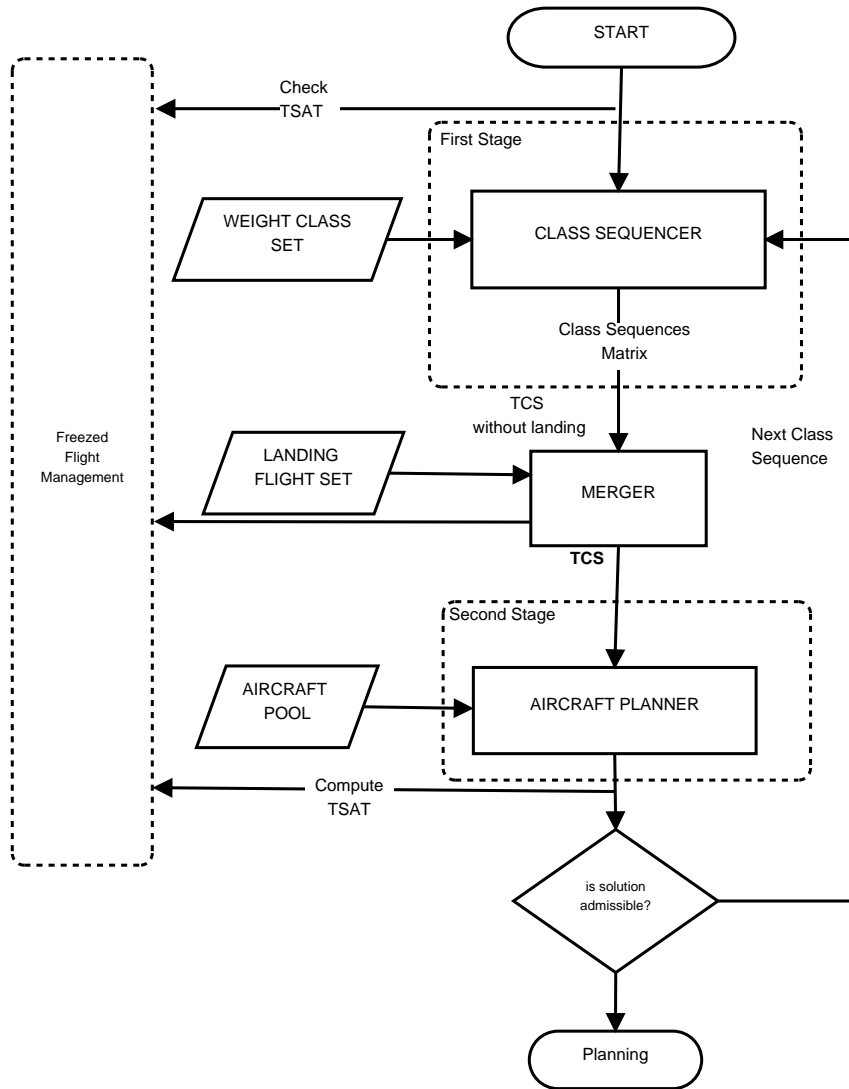 START
Check
TSAT
First Stage
WEIGHT CLASS
SET
CLASS SEQUENCER
Class Sequences
Matrix
TCS
without landing
Next Class
Sequence
Freezed
Flight
Management
LANDING
FLIGHT SET
MERGER
TCS
Second Stage
AIRCRAFT
POOL
AIRCRAFT PLANNER
Compute
TSAT
is solution
admissible?
Planning